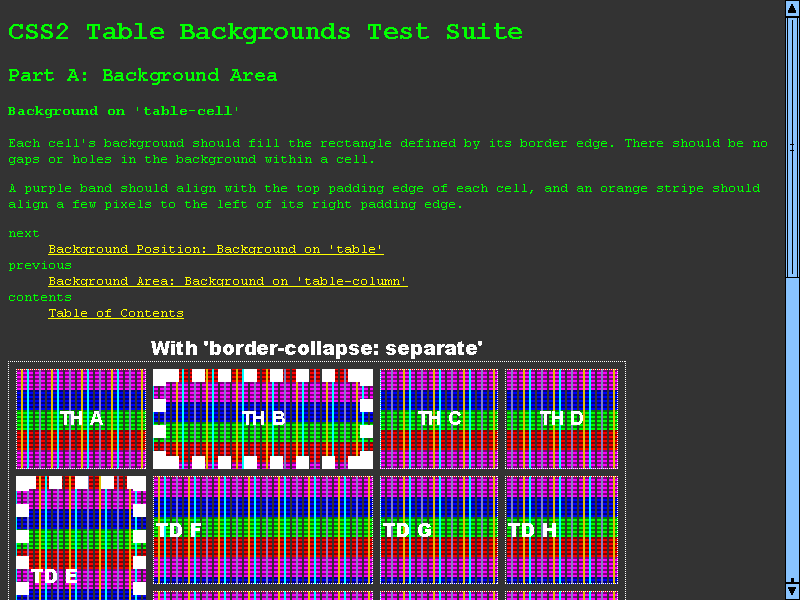 CSS2 Table Backgrounds Test Suite
Part A: Background Area
Background on 'table-cell'
Each cell's background should fill the rectangle defined by its border edge. There should be no
gaps or holes in the background within a cell.
A purple band should align with the top padding edge of each cell, and an orange stripe should
align a few pixels to the left of its right padding edge.
next
Background Position: Background on 'table'
previous
Background Area: Background on 'table-column'
contents
Table of Contents
With 'border-collapse: separate'
TH A TH B TH C TH D
TD E TD F TD G TD H